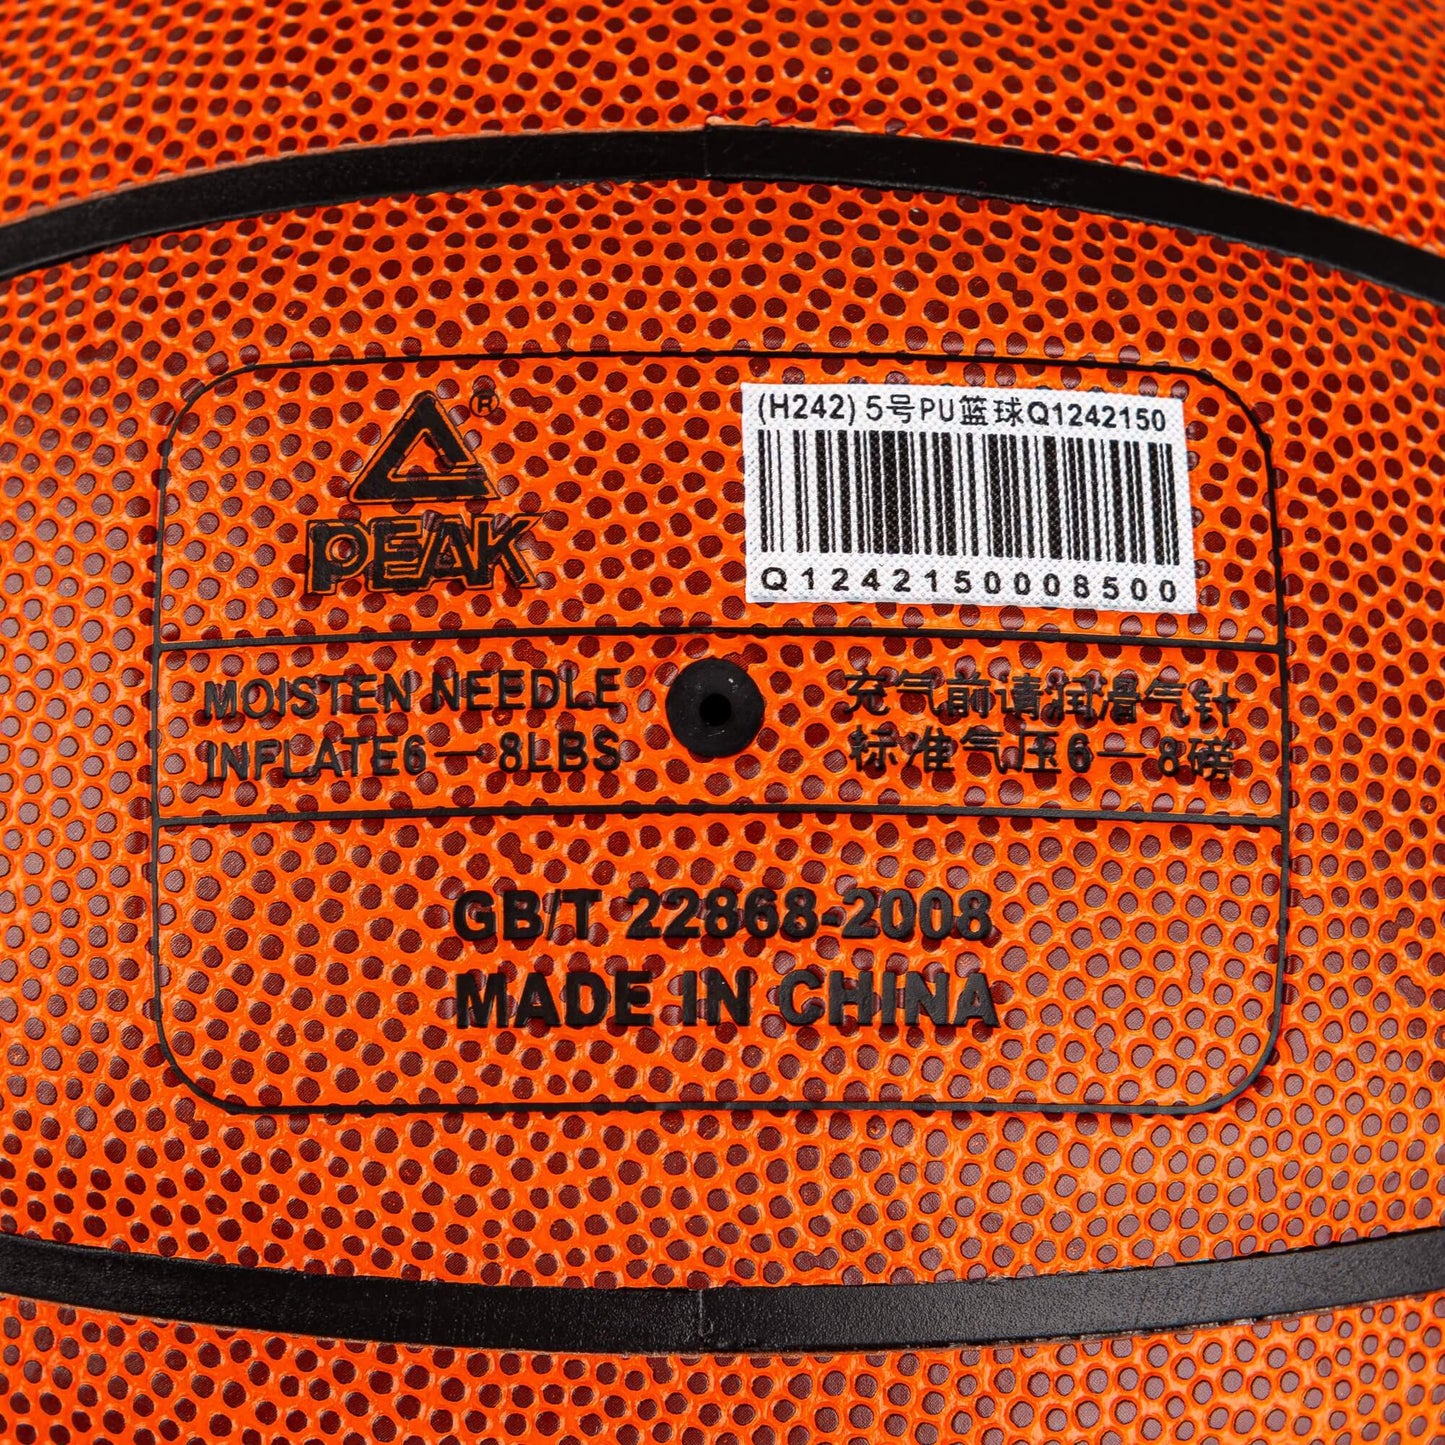 ®
PEAK
(H242) 5号PU篮球Q1242150
Q1242150008500
MOISTEN NEEDLE
INFLATE6—8LBS
充气前请润滑气针
标准气压6—8磅
GB/T 22868-2008
MADE IN CHINA